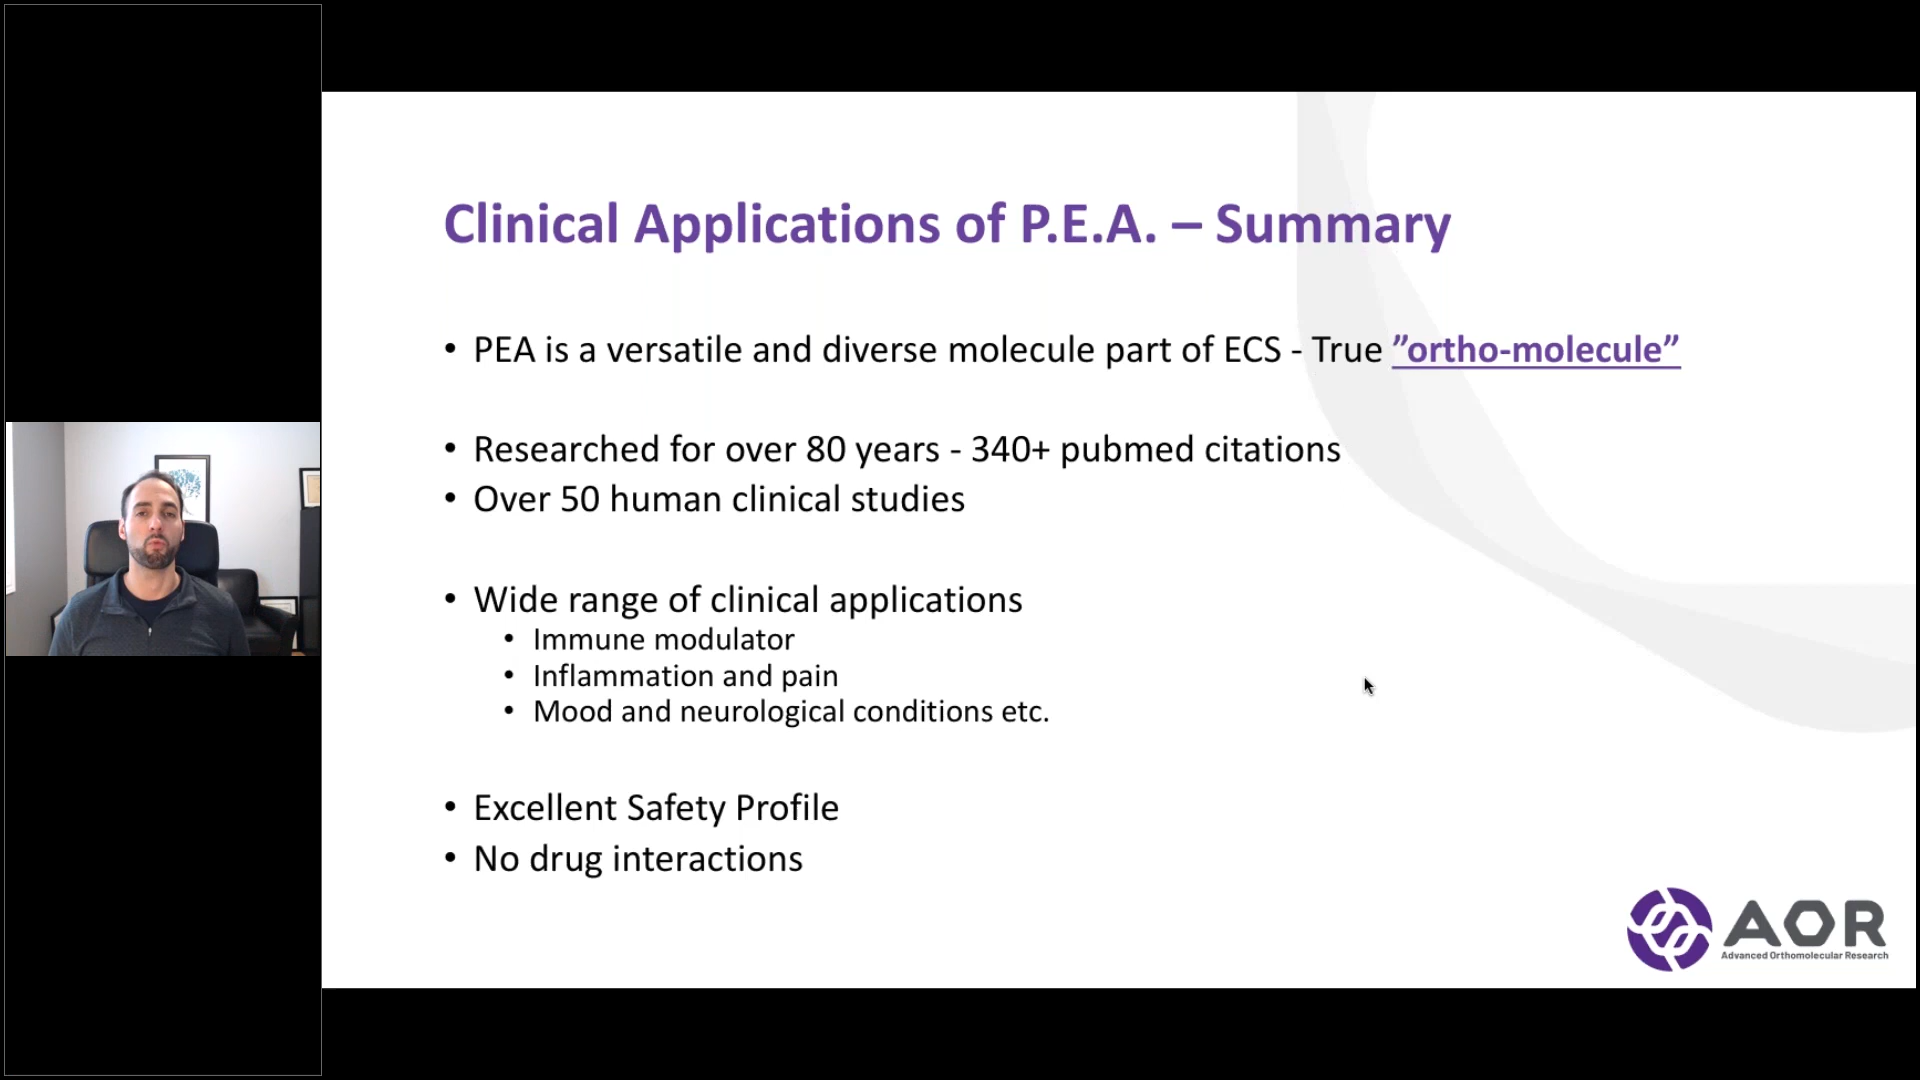 Clinical Applications of P.E.A. – Summary
• PEA is a versatile and diverse molecule part of ECS - True ”ortho-molecule”
• Researched for over 80 years - 340+ pubmed citations
• Over 50 human clinical studies
• Wide range of clinical applications
• Immune modulator
• Inflammation and pain
• Mood and neurological conditions etc.
• Excellent Safety Profile
• No drug interactions
AOR
Advanced Orthomolecular Research